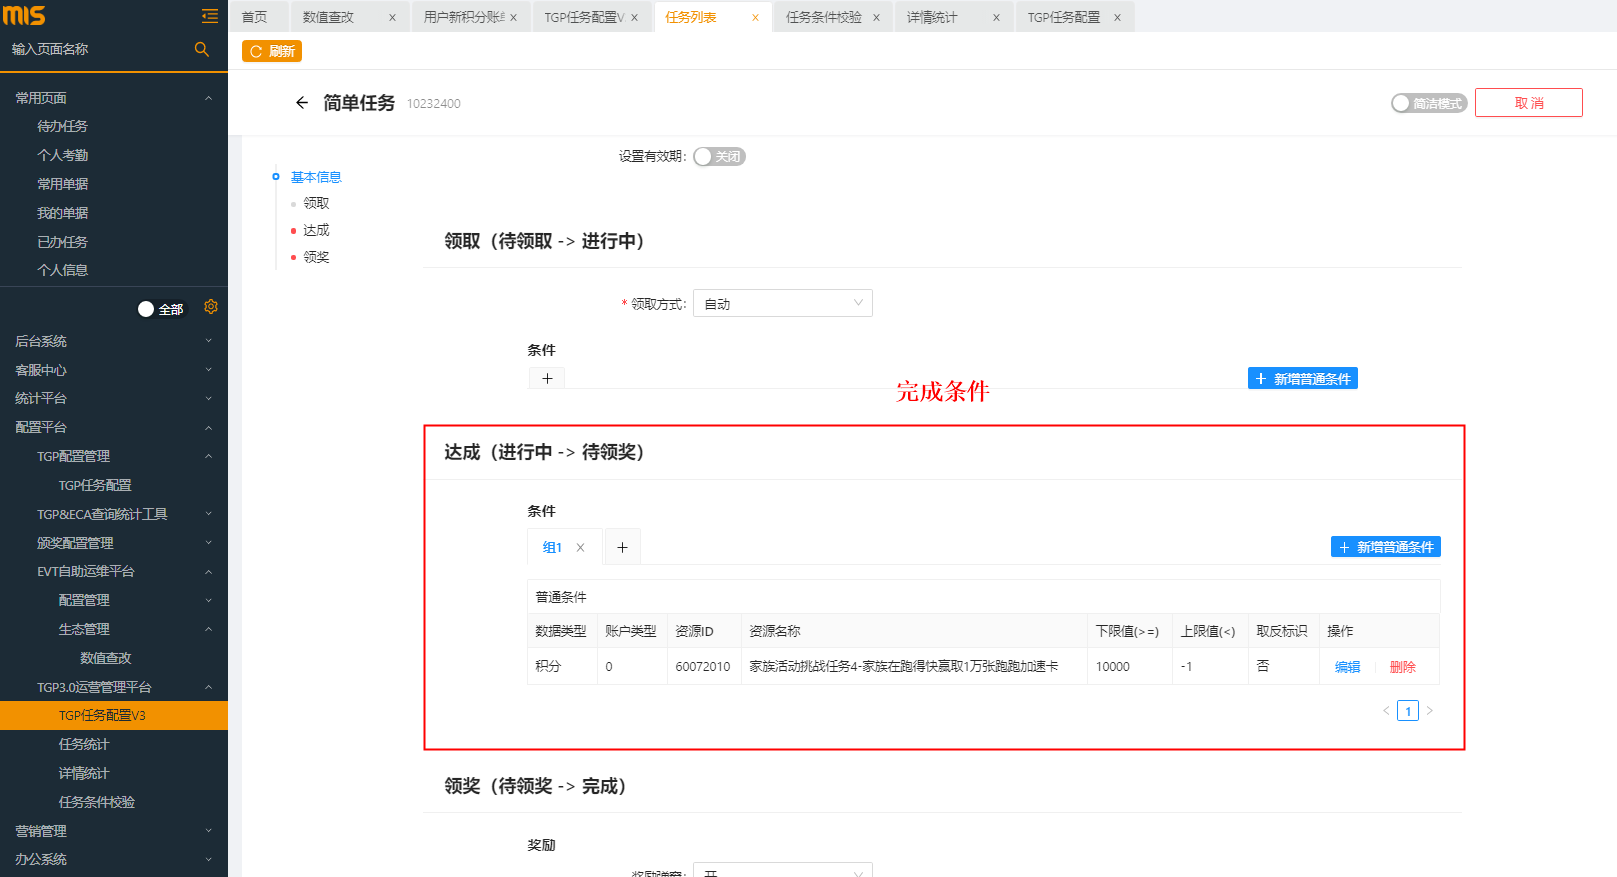 mis
输入页面名称
常用页面
待办任务
个人考勤
常用单据
我的单据
已办任务
个人信息
全部
后台系统
客服中心
统计平台
配置平台
TGP配置管理
TGP任务配置
TGP&ECA查询统计工具
颁奖配置管理
EVT自助运维平台
配置管理
生态管理
数值查改
TGP3.0运营管理平台
TGP任务配置V3
任务统计
详情统计
任务条件校验
营销管理
办公系统
首页 数值查改 × 用户新积分账 × TGP任务配置V × 任务列表 × 任务条件校验 × 详情统计 × TGP任务配置 ×
刷新
← 简单任务 10232400 简洁模式 取 消
基本信息
领取
达成
领奖
设置有效期: 关闭
领取（待领取 -> 进行中）
* 领取方式: 自动
条件
+ + 新增普通条件
完成条件
达成（进行中 -> 待领奖）
条件
组1 × + + 新增普通条件
普通条件
数据类型 账户类型 资源ID 资源名称 下限值(>=) 上限值(<) 取反标识 操作
积分 0 60072010 家族活动挑战任务4-家族在跑得快赢取1万张跑跑加速卡 10000 -1 否 编辑 删除
< 1 >
领奖（待领奖 -> 完成）
奖励
奖励弹窗: 开